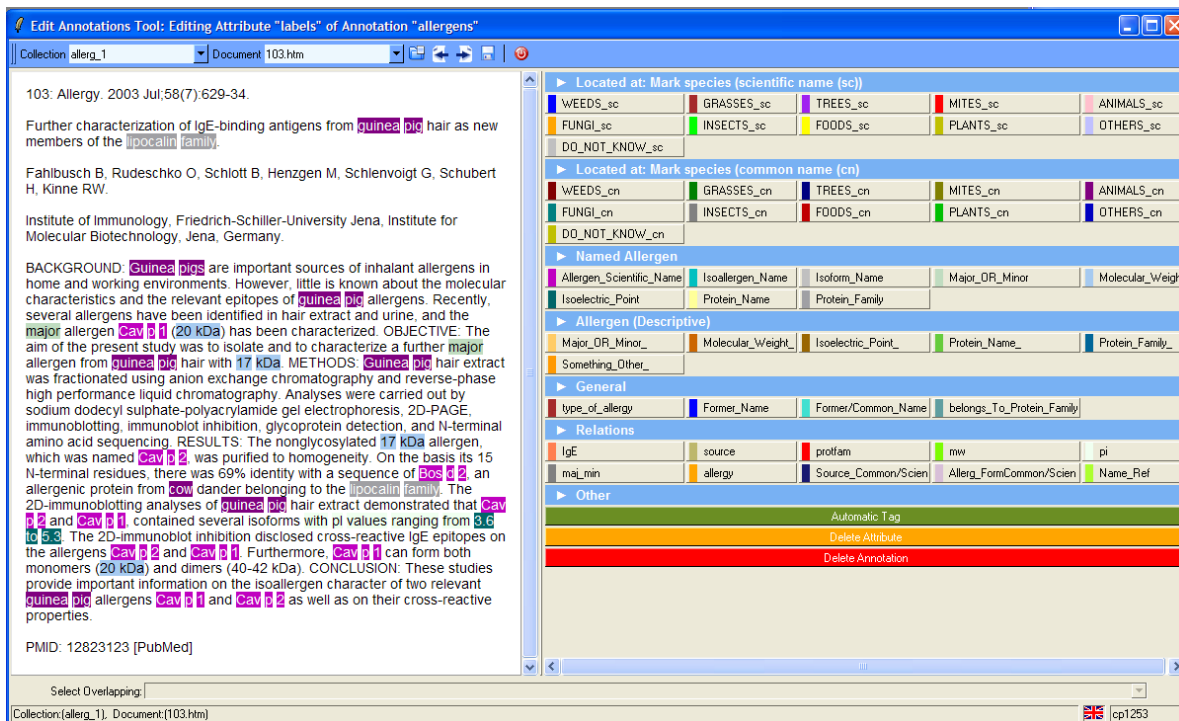 Edit Annotations Tool: Editing Attribute "labels" of Annotation "allergens"
Collection allerg_1 Document 103.htm
103: Allergy. 2003 Jul;58(7):629-34.
Further characterization of IgE-binding antigens from guinea pig hair as new
members of the lipocalin family.
Fahlbusch B, Rudeschko O, Schlott B, Henzgen M, Schlenvoigt G, Schubert
H, Kinne RW.
Institute of Immunology, Friedrich-Schiller-University Jena, Institute for
Molecular Biotechnology, Jena, Germany.
BACKGROUND: Guinea pigs are important sources of inhalant allergens in
home and working environments. However, little is known about the molecular
characteristics and the relevant epitopes of guinea pig allergens. Recently,
several allergens have been identified in hair extract and urine, and the
major allergen Cav p 1 (20 kDa) has been characterized. OBJECTIVE: The
aim of the present study was to isolate and to characterize a further major
allergen from guinea pig hair with 17 kDa. METHODS: Guinea pig hair extract
was fractionated using anion exchange chromatography and reverse-phase
high performance liquid chromatography. Analyses were carried out by
sodium dodecyl sulphate-polyacrylamide gel electrophoresis, 2D-PAGE,
immunoblotting, immunoblot inhibition, glycoprotein detection, and N-terminal
amino acid sequencing. RESULTS: The nonglycosylated 17 kDa allergen,
which was named Cav p 2, was purified to homogeneity. On the basis its 15
N-terminal residues, there was 69% identity with a sequence of Bos d 2, an
allergenic protein from cow dander belonging to the lipocalin family. The
2D-immunoblotting analyses of guinea pig hair extract demonstrated that Cav
p 2 and Cav p 1, contained several isoforms with pI values ranging from 3.6
to 5.3. The 2D-immunoblot inhibition disclosed cross-reactive IgE epitopes on
the allergens Cav p 2 and Cav p 1. Furthermore, Cav p 1 can form both
monomers (20 kDa) and dimers (40-42 kDa). CONCLUSION: These studies
provide important information on the isoallergen character of two relevant
guinea pig allergens Cav p 1 and Cav p 2 as well as on their cross-reactive
properties.
PMID: 12823123 [PubMed]
Located at: Mark species (scientific name (sc))
WEEDS_sc GRASSES_sc TREES_sc MITES_sc ANIMALS_sc
FUNGI_sc INSECTS_sc FOODS_sc PLANTS_sc OTHERS_sc
DO_NOT_KNOW_sc
Located at: Mark species (common name (cn)
WEEDS_cn GRASSES_cn TREES_cn MITES_cn ANIMALS_cn
FUNGI_cn INSECTS_cn FOODS_cn PLANTS_cn OTHERS_cn
DO_NOT_KNOW_cn
Named Allergen
Allergen_Scientific_Name Isoallergen_Name Isoform_Name Major_OR_Minor Molecular_Weigh
Isoelectric_Point Protein_Name Protein_Family
Allergen (Descriptive)
Major_OR_Minor_ Molecular_Weight_ Isoelectric_Point_ Protein_Name_ Protein_Family_
Something_Other_
General
type_of_allergy Former_Name Former/Common_Name belongs_To_Protein_Family
Relations
IgE source protfam mw pi
maj_min allergy Source_Common/Scien Allerg_FormCommon/Scien Name_Ref
Other
Automatic Tag
Delete Attribute
Delete Annotation
Select Overlapping:
Collection:(allerg_1), Document:(103.htm) cp1253